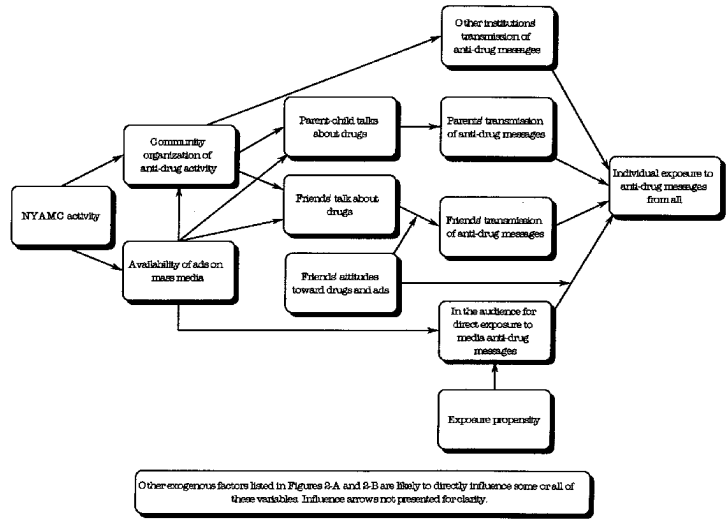 Other institutions'
transmission of
anti-drug messages
Parent-child talks
about drugs
Parents' transmission
of anti-drug messages
Community
organization of
anti-drug activity
Individual exposure to
anti-drug messages
from all
NYAMC activity
Friends' talk about
drugs
Friends' transmission
of anti-drug messages
Availability of ads on
mass media
Friends' attitudes
toward drugs and ads
In the audience for
direct exposure to
media anti-drug
messages
Exposure propensity
Other exogenous factors listed in Figures 2-A and 2-B are likely to directly influence some or all of
these variables. Influence arrows not presented for clarity.